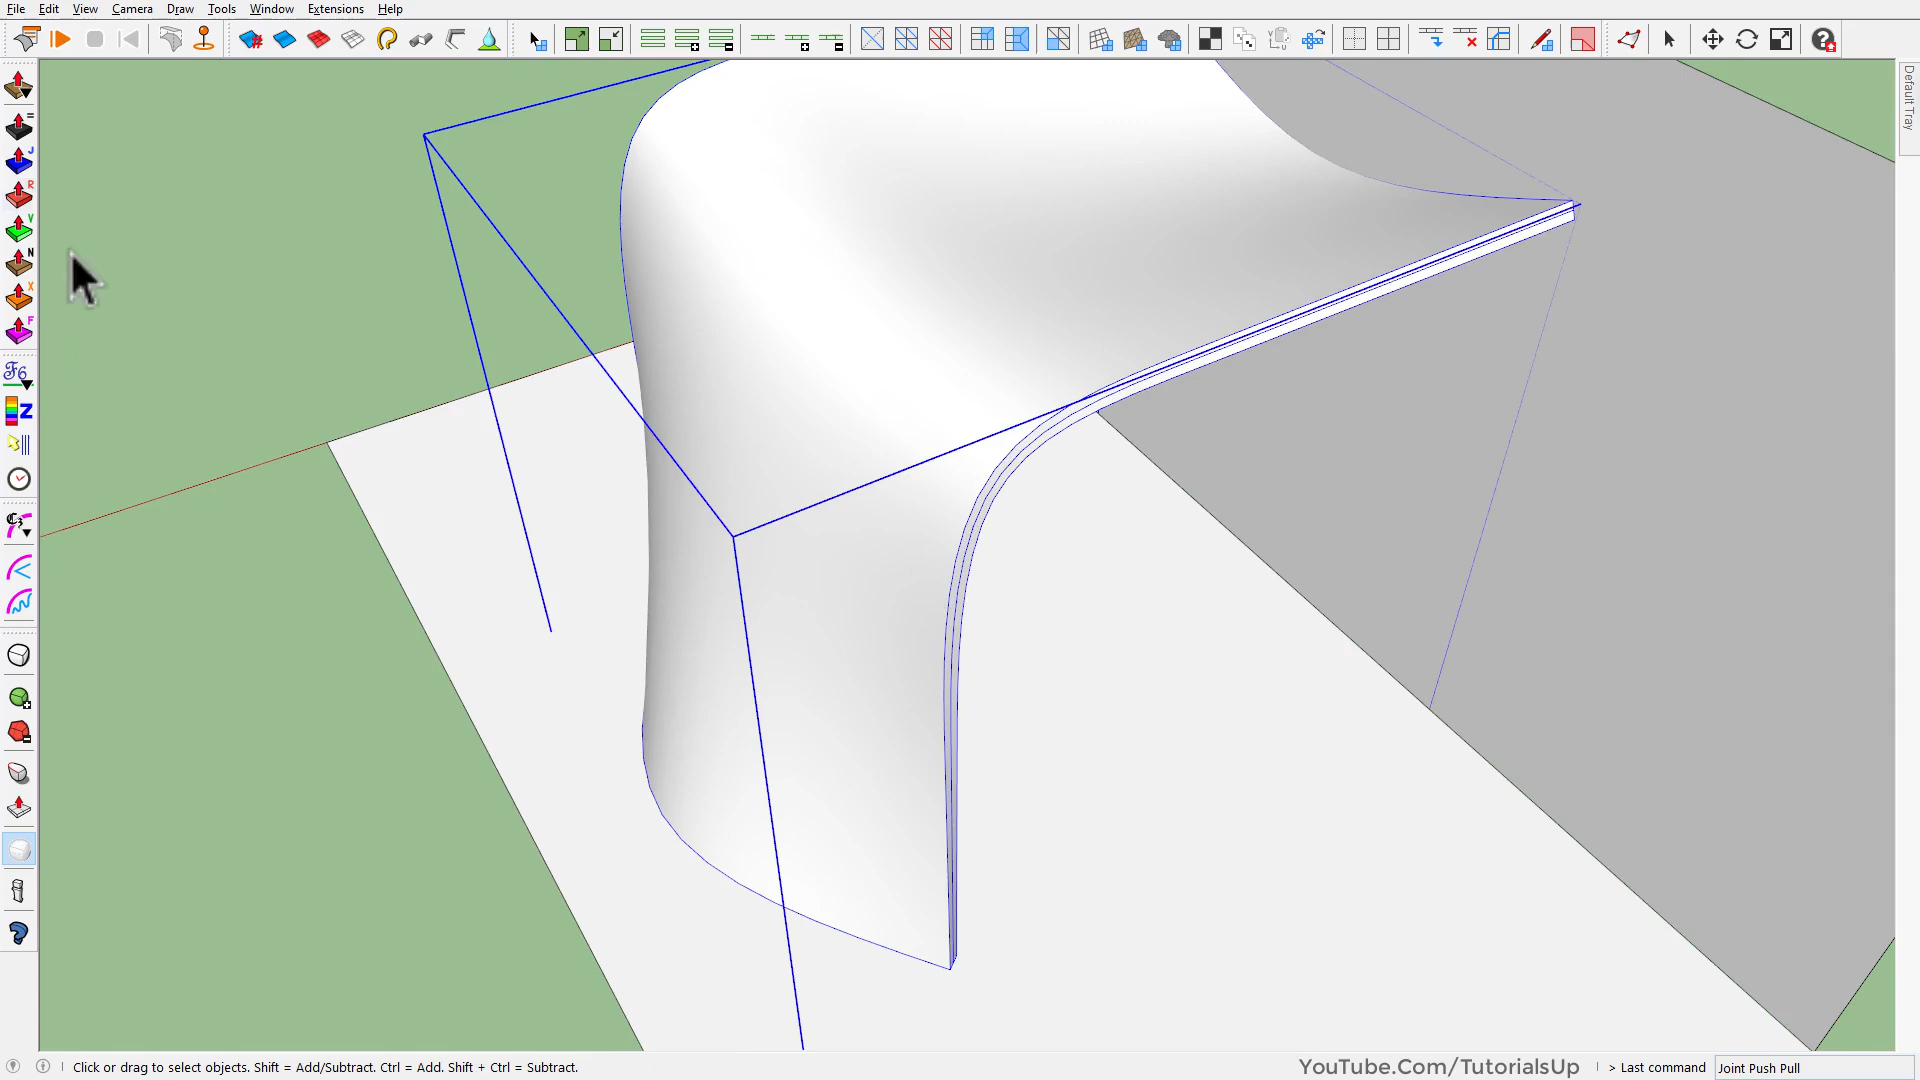 File Edit View Camera Draw Tools Window Extensions Help
Default Tray
J
R
V
N
X
F
F6
Z
Click or drag to select objects. Shift = Add/Subtract. Ctrl = Add. Shift + Ctrl = Subtract.
YouTube.Com/TutorialsUp
> Last command
Joint Push Pull